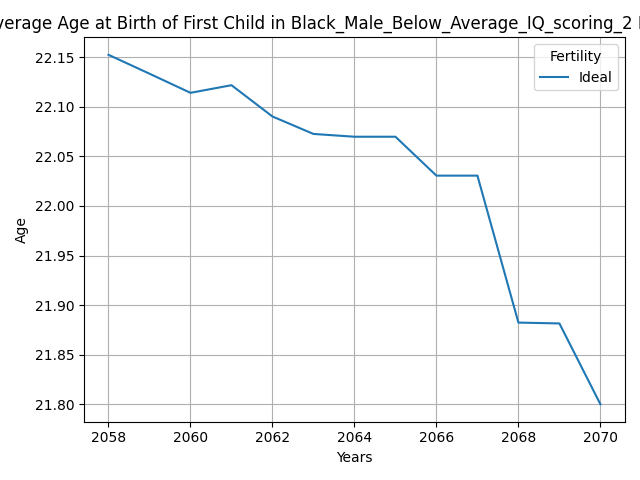 verage Age at Birth of First Child in Black_Male_Below_Average_IQ_scoring_2
Fertility
Ideal
22.15
22.10
22.05
22.00
21.95
21.90
21.85
21.80
Age
2058 2060 2062 2064 2066 2068 2070
Years